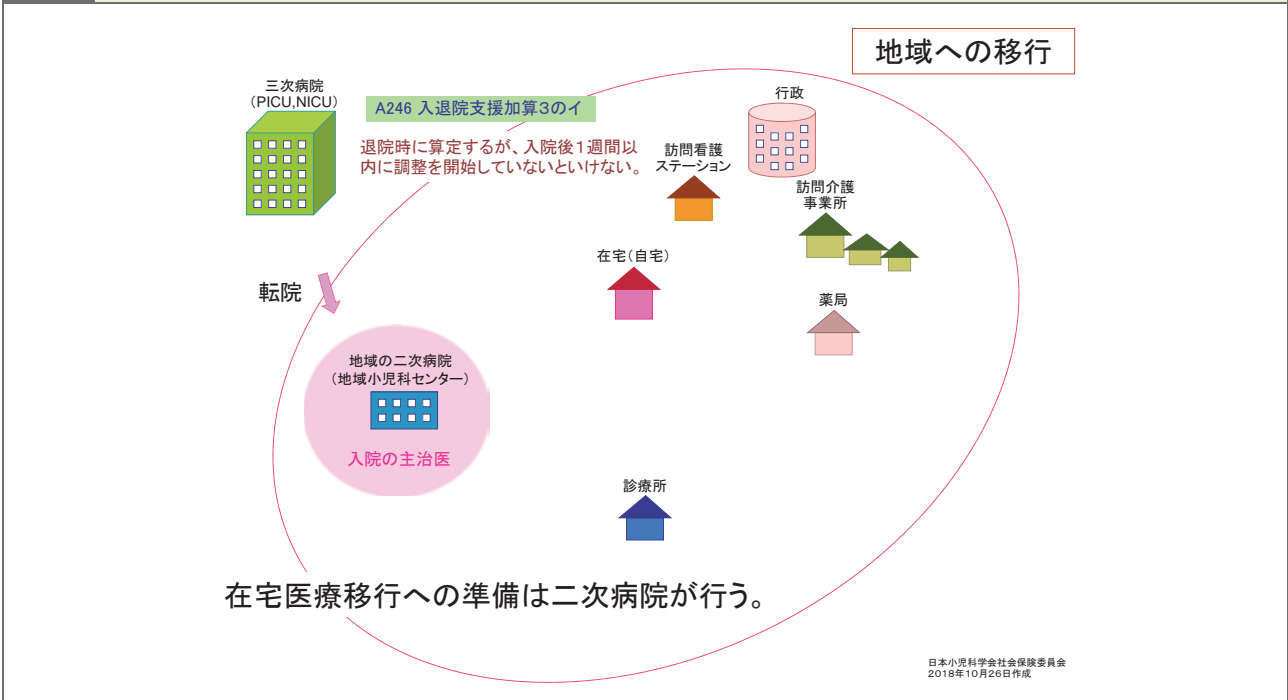 地域への移行
三次病院
（PICU,NICU）
A246 入退院支援加算3のイ
退院時に算定するが、入院後1週間以
内に調整を開始していないといけない。
行政
訪問看護
ステーション
訪問介護
事業所
在宅（自宅）
薬局
転院
地域の二次病院
（地域小児科センター）
入院の主治医
診療所
在宅医療移行への準備は二次病院が行う。
日本小児科学会社会保険委員会
2018年10月26日作成